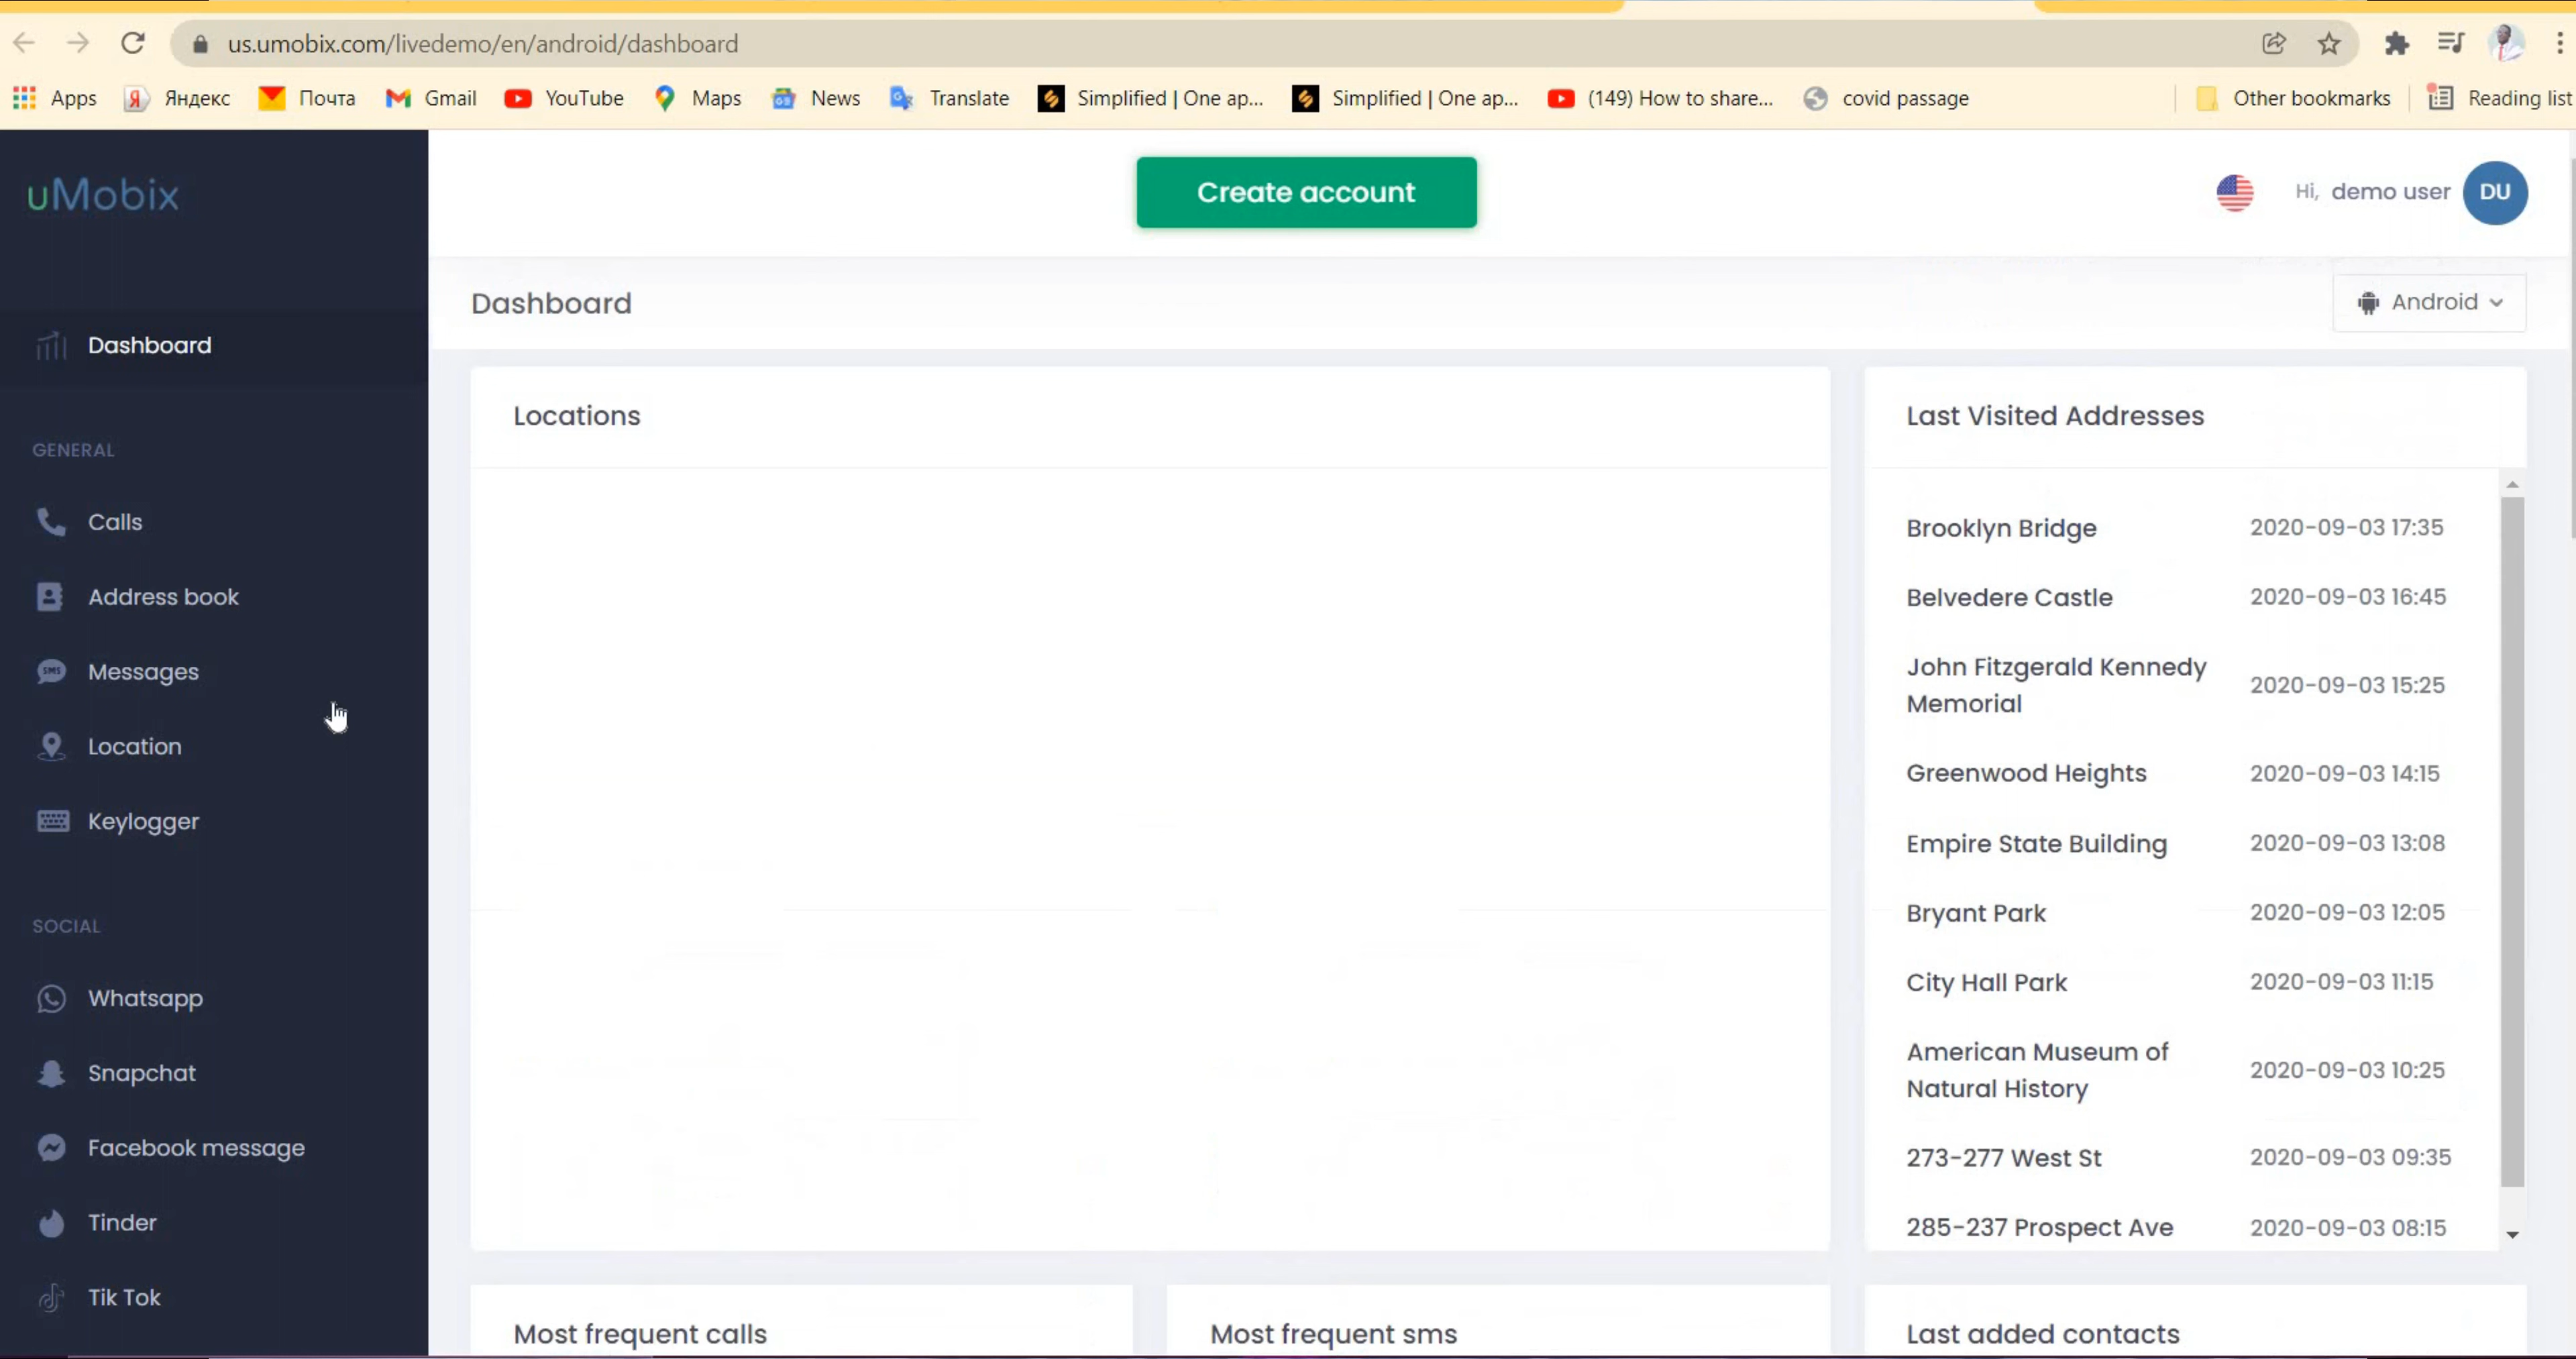 us.umobix.com/livedemo/en/android/dashboard
Apps Яндекс Почта Gmail YouTube Maps News Translate Simplified | One ap... Simplified | One ap... (149) How to share... covid passage Other bookmarks Reading list
uMobix
Create account
Hi, demo user DU
Dashboard
Android
Dashboard
GENERAL
Calls
Address book
SMS Messages
Location
Keylogger
SOCIAL
Whatsapp
Snapchat
Facebook message
Tinder
Tik Tok
Locations
Last Visited Addresses
Brooklyn Bridge 2020-09-03 17:35
Belvedere Castle 2020-09-03 16:45
John Fitzgerald Kennedy
Memorial 2020-09-03 15:25
Greenwood Heights 2020-09-03 14:15
Empire State Building 2020-09-03 13:08
Bryant Park 2020-09-03 12:05
City Hall Park 2020-09-03 11:15
American Museum of
Natural History 2020-09-03 10:25
273-277 West St 2020-09-03 09:35
285-237 Prospect Ave 2020-09-03 08:15
Most frequent calls
Most frequent sms
Last added contacts